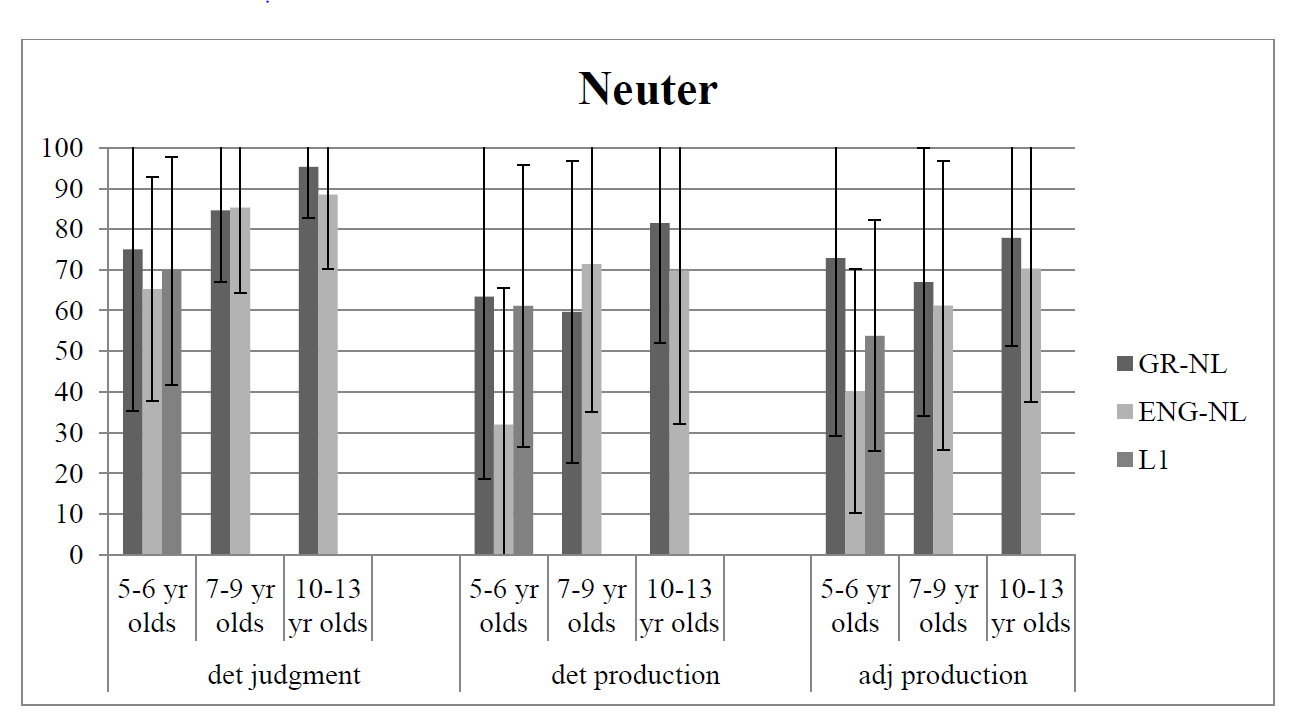 Neuter
100
90
80
70
60
50
40
30
20
10
0
5-6 yr olds
7-9 yr olds
10-13 yr olds
5-6 yr olds
7-9 yr olds
10-13 yr olds
5-6 yr olds
7-9 yr olds
10-13 yr olds
det judgment
det production
adj production
GR-NL
ENG-NL
L1